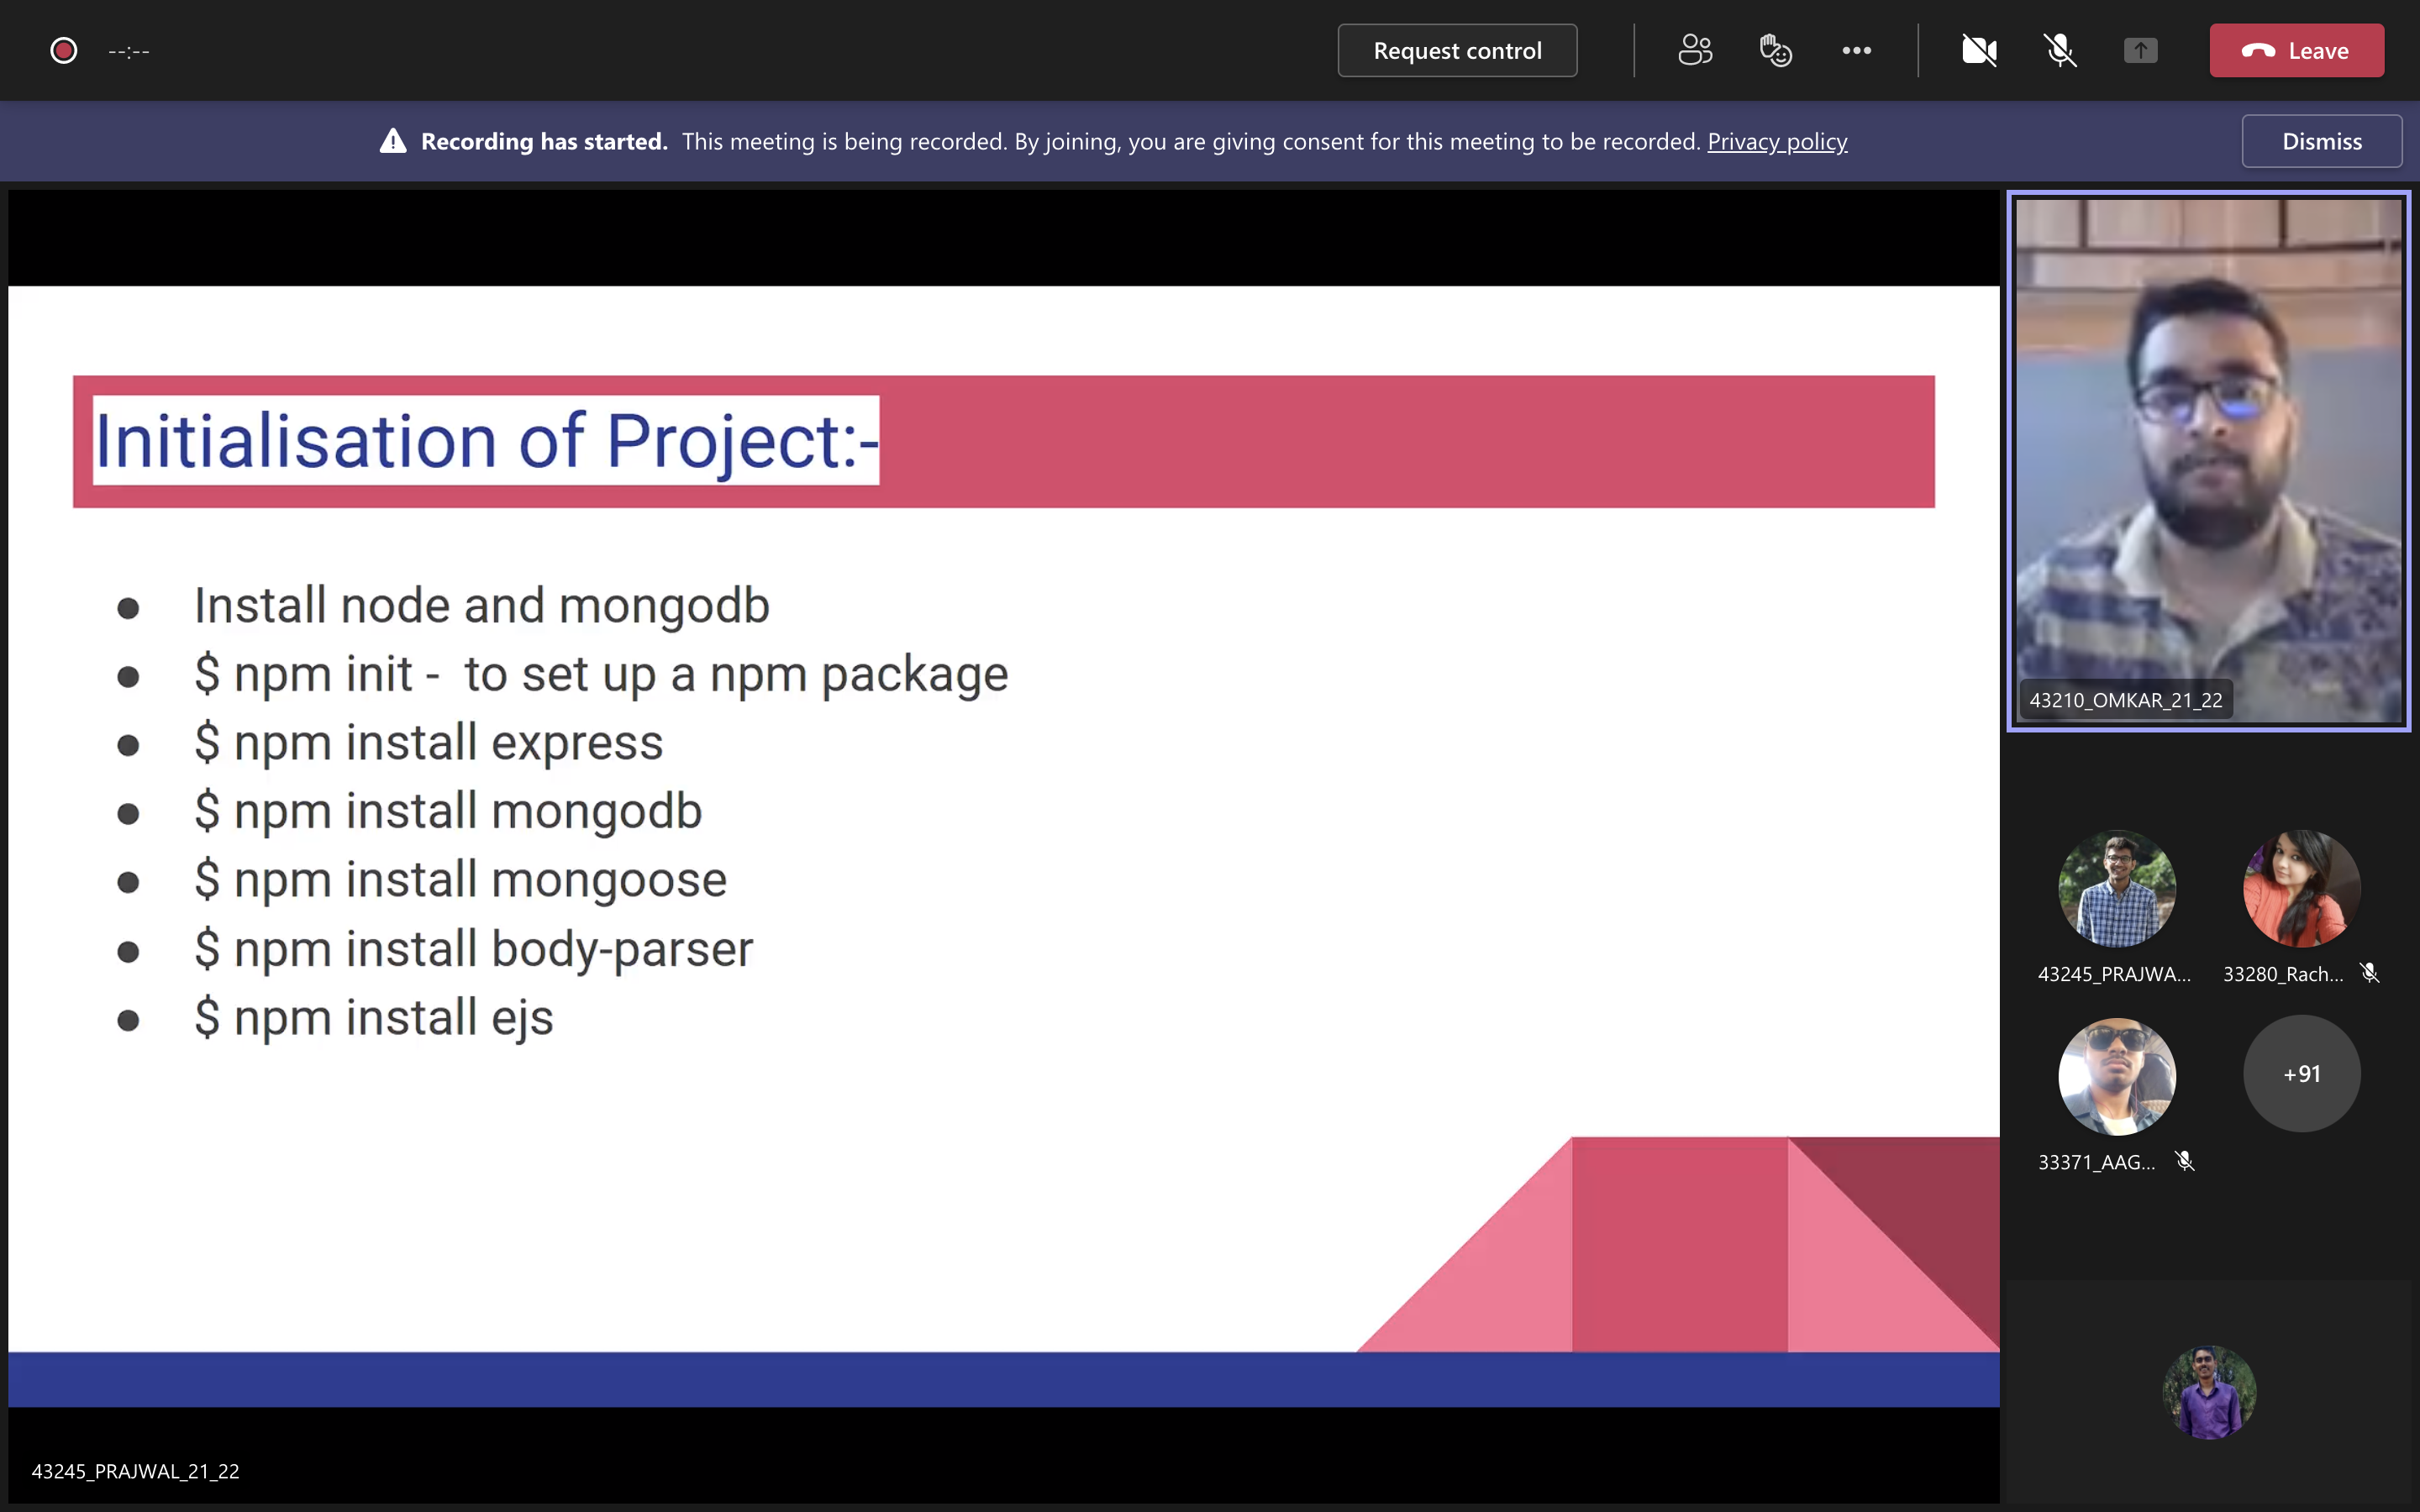 --:--
Request control
Leave
Recording has started. This meeting is being recorded. By joining, you are giving consent for this meeting to be recorded. Privacy policy
Dismiss
Initialisation of Project:-
● Install node and mongodb
● $ npm init - to set up a npm package
● $ npm install express
● $ npm install mongodb
● $ npm install mongoose
● $ npm install body-parser
● $ npm install ejs
43210_OMKAR_21_22
43245_PRAJWA...
33280_Rach...
33371_AAG...
+91
43245_PRAJWAL_21_22